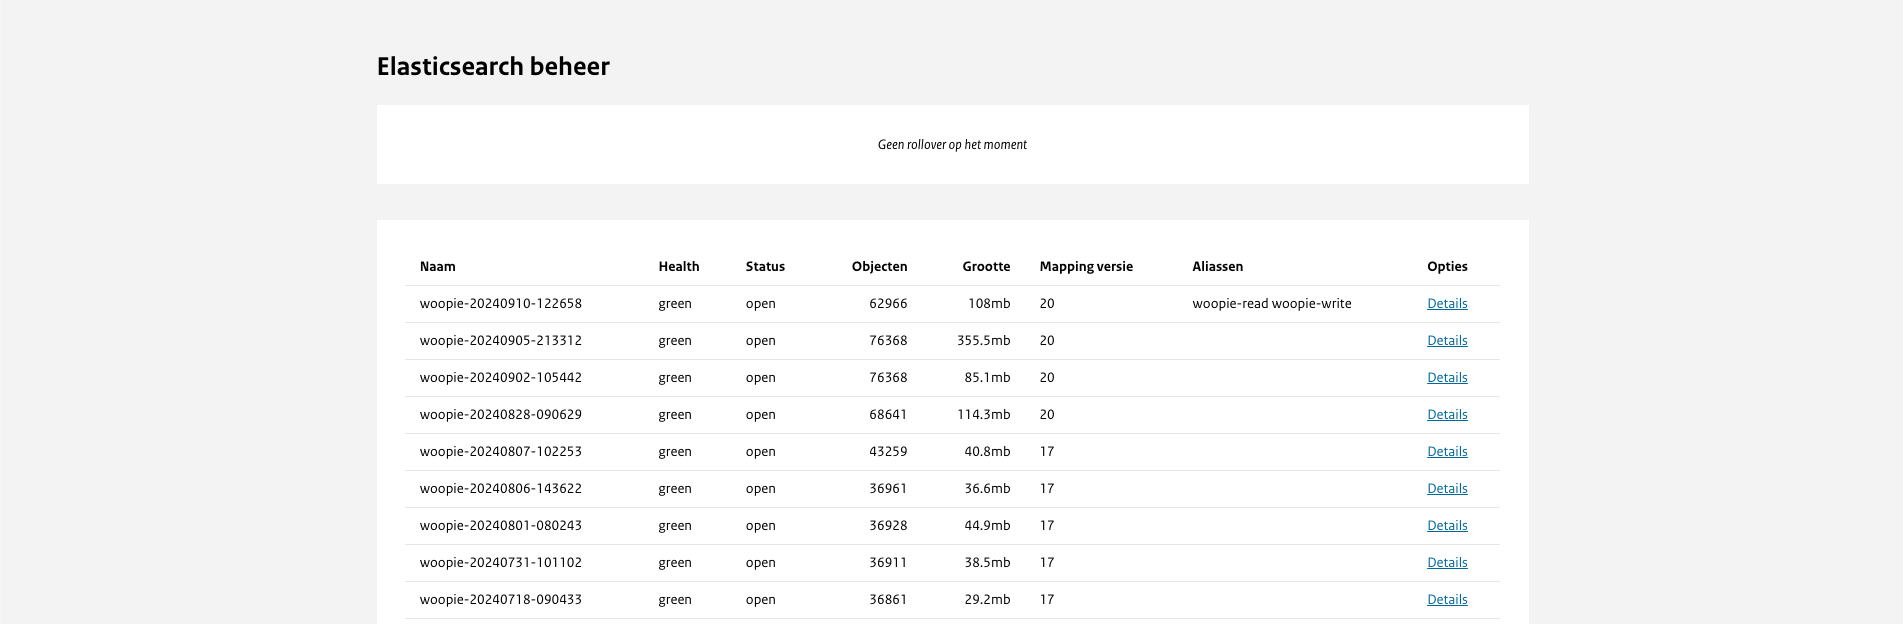 Elasticsearch beheer
Geen rollover op het moment
Naam Health Status Objecten Grootte Mapping versie Aliassen Opties
woopie-20240910-122658 green open 62966 108mb 20 woopie-read woopie-write Details
woopie-20240905-213312 green open 76368 355.5mb 20 Details
woopie-20240902-105442 green open 76368 85.1mb 20 Details
woopie-20240828-090629 green open 68641 114.3mb 20 Details
woopie-20240807-102253 green open 43259 40.8mb 17 Details
woopie-20240806-143622 green open 36961 36.6mb 17 Details
woopie-20240801-080243 green open 36928 44.9mb 17 Details
woopie-20240731-101102 green open 36911 38.5mb 17 Details
woopie-20240718-090433 green open 36861 29.2mb 17 Details